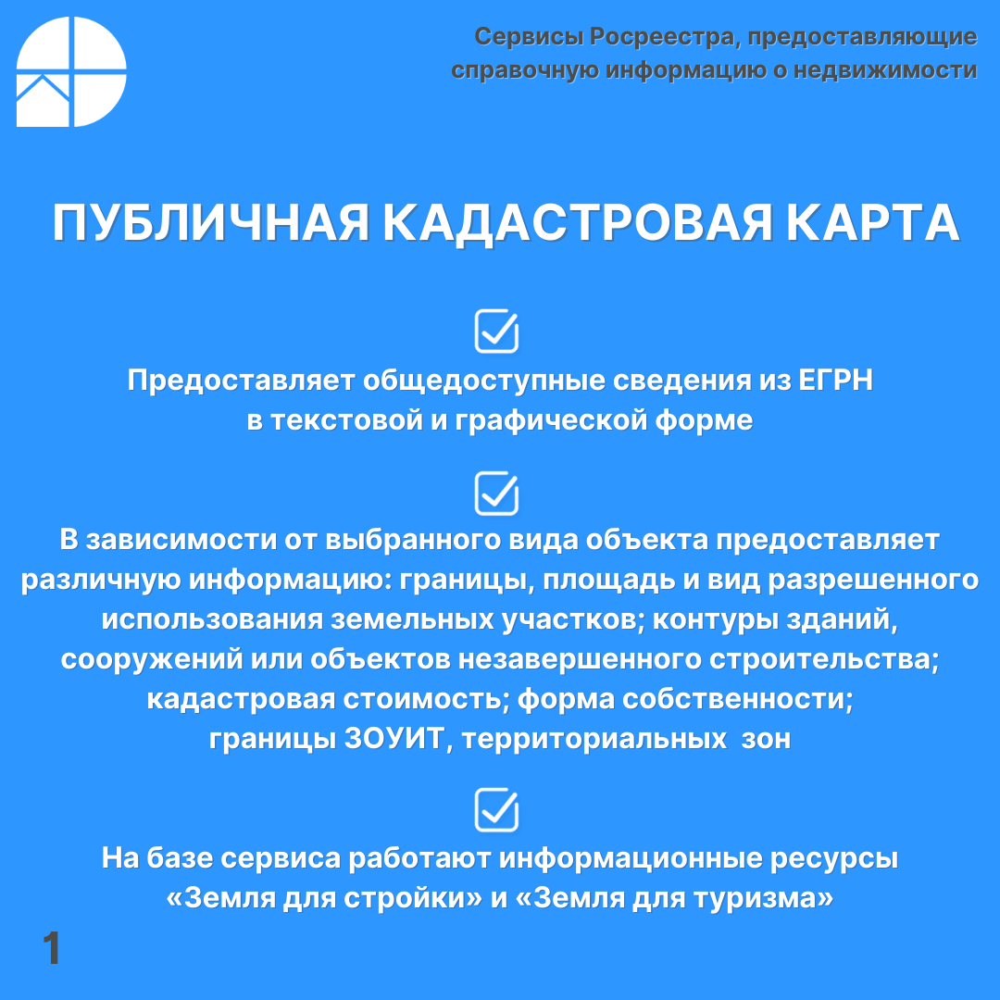 Сервисы Росреестра, предоставляющие
справочную информацию о недвижимости
ПУБЛИЧНАЯ КАДАСТРОВАЯ КАРТА
Предоставляет общедоступные сведения из ЕГРН
в текстовой и графической форме
В зависимости от выбранного вида объекта предоставляет
различную информацию: границы, площадь и вид разрешенного
использования земельных участков; контуры зданий,
сооружений или объектов незавершенного строительства;
кадастровая стоимость; форма собственности;
границы ЗОУИТ, территориальных  зон
На базе сервиса работают информационные ресурсы
«Земля для стройки» и «Земля для туризма»
1